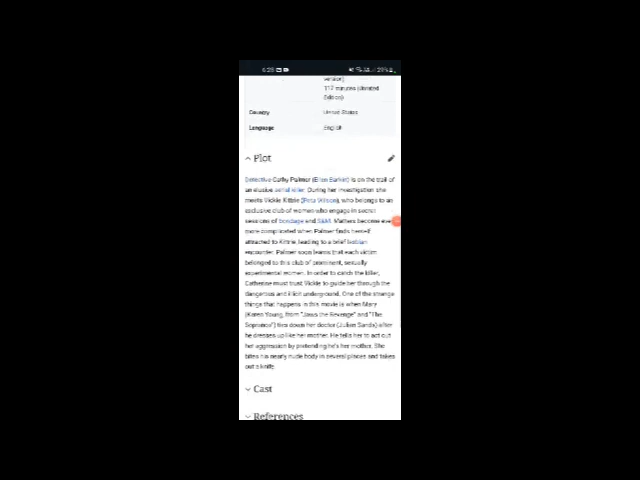 6:28
version)
117 minutes (Unrated
Edition)
Country United States
Language English
Plot
Detective Cathy Palmer (Ellen Barkin) is on the trail of
an elusive serial killer. During her investigation she
meets Vickie Kittrie (Peta Wilson), who belongs to an
exclusive club of women who engage in secret
sessions of bondage and S&M. Matters become even
more complicated when Palmer finds herself
attracted to Kittrie, leading to a brief lesbian
encounter. Palmer soon learns that each victim
belonged to this club of prominent, sexually
experimental women. In order to catch the killer,
Catherine must trust Vickie to guide her through the
dangerous and illicit underground. One of the strange
things that happens in this movie is when Mary
(Karen Young, from "Jaws the Revenge" and "The
Sopranos") ties down her doctor (Julian Sands) after
he dresses up like her mother. He tells her to act out
her aggression by pretending he's her mother. She
bites his nearly nude body in several places and takes
out a knife.
Cast
References